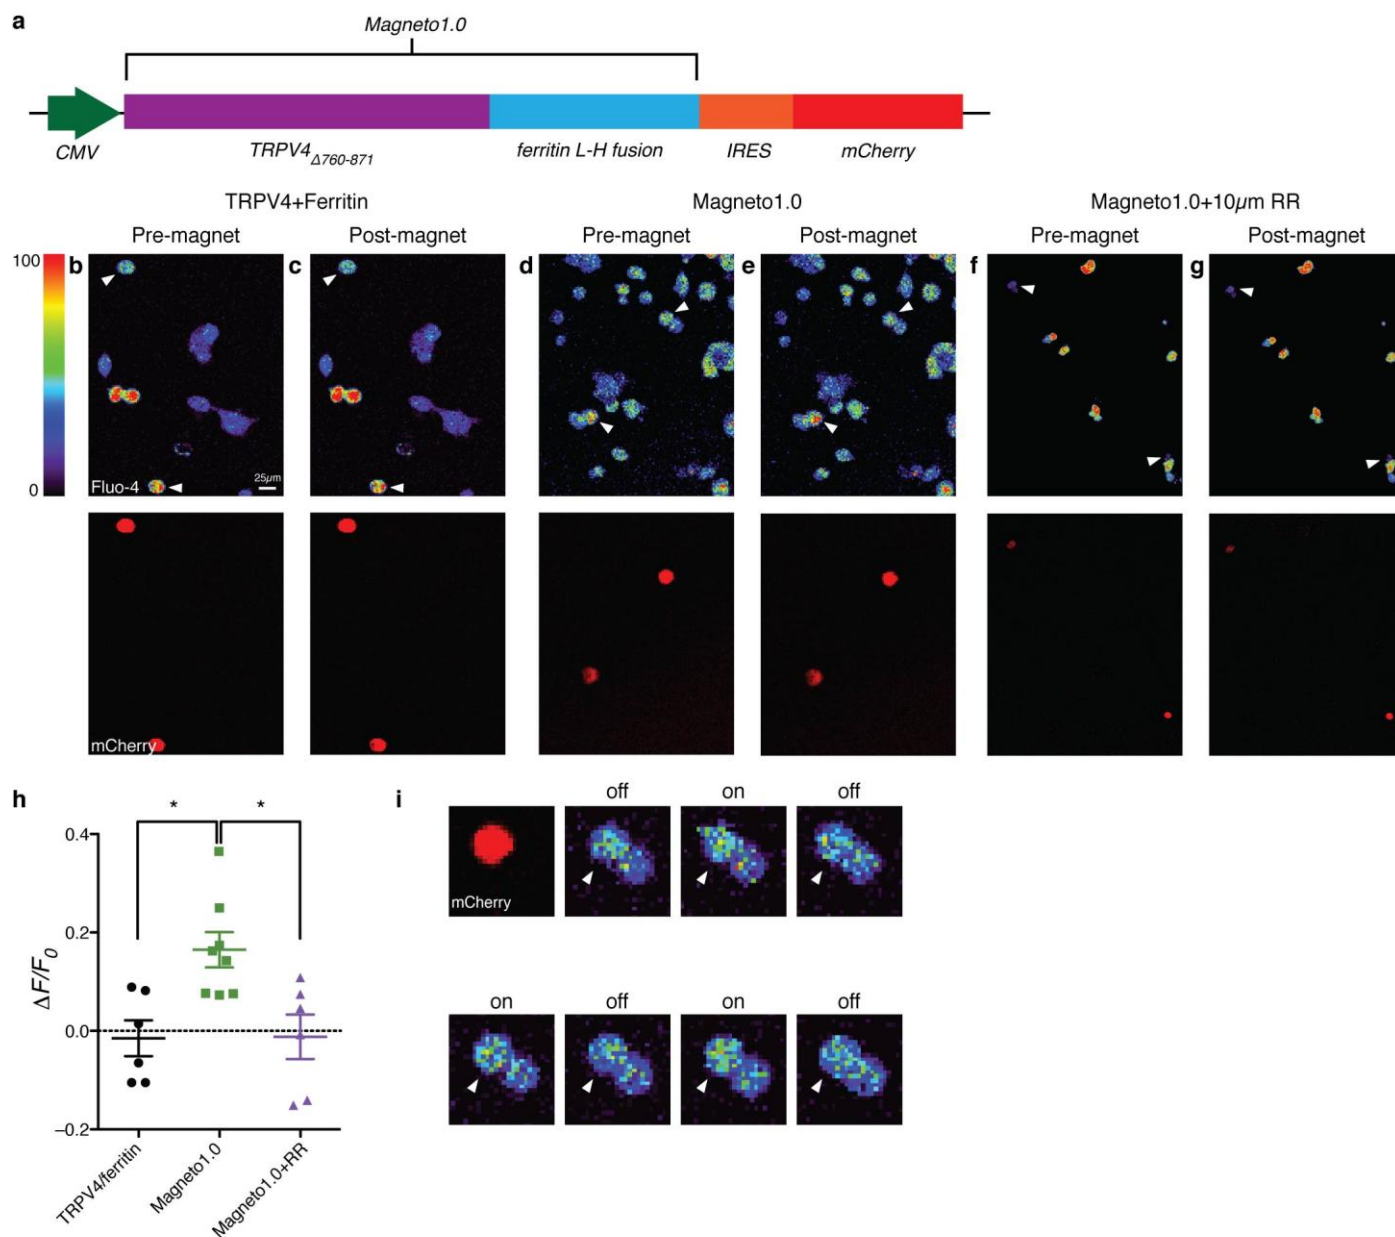 a
Magneto1.0
CMV
TRPV4Δ760-871
ferritin L-H fusion
IRES
mCherry
TRPV4+Ferritin
Magneto1.0
Magneto1.0+10μm RR
Pre-magnet
Post-magnet
Pre-magnet
Post-magnet
Pre-magnet
Post-magnet
100
0
b
c
d
e
f
g
Fluo-4
25μm
mCherry
h
*
*
0.4
0.2
0.0
–0.2
ΔF/F0
TRPV4/ferritin
Magneto1.0
Magneto1.0+RR
i
off
on
off
mCherry
on
off
on
off